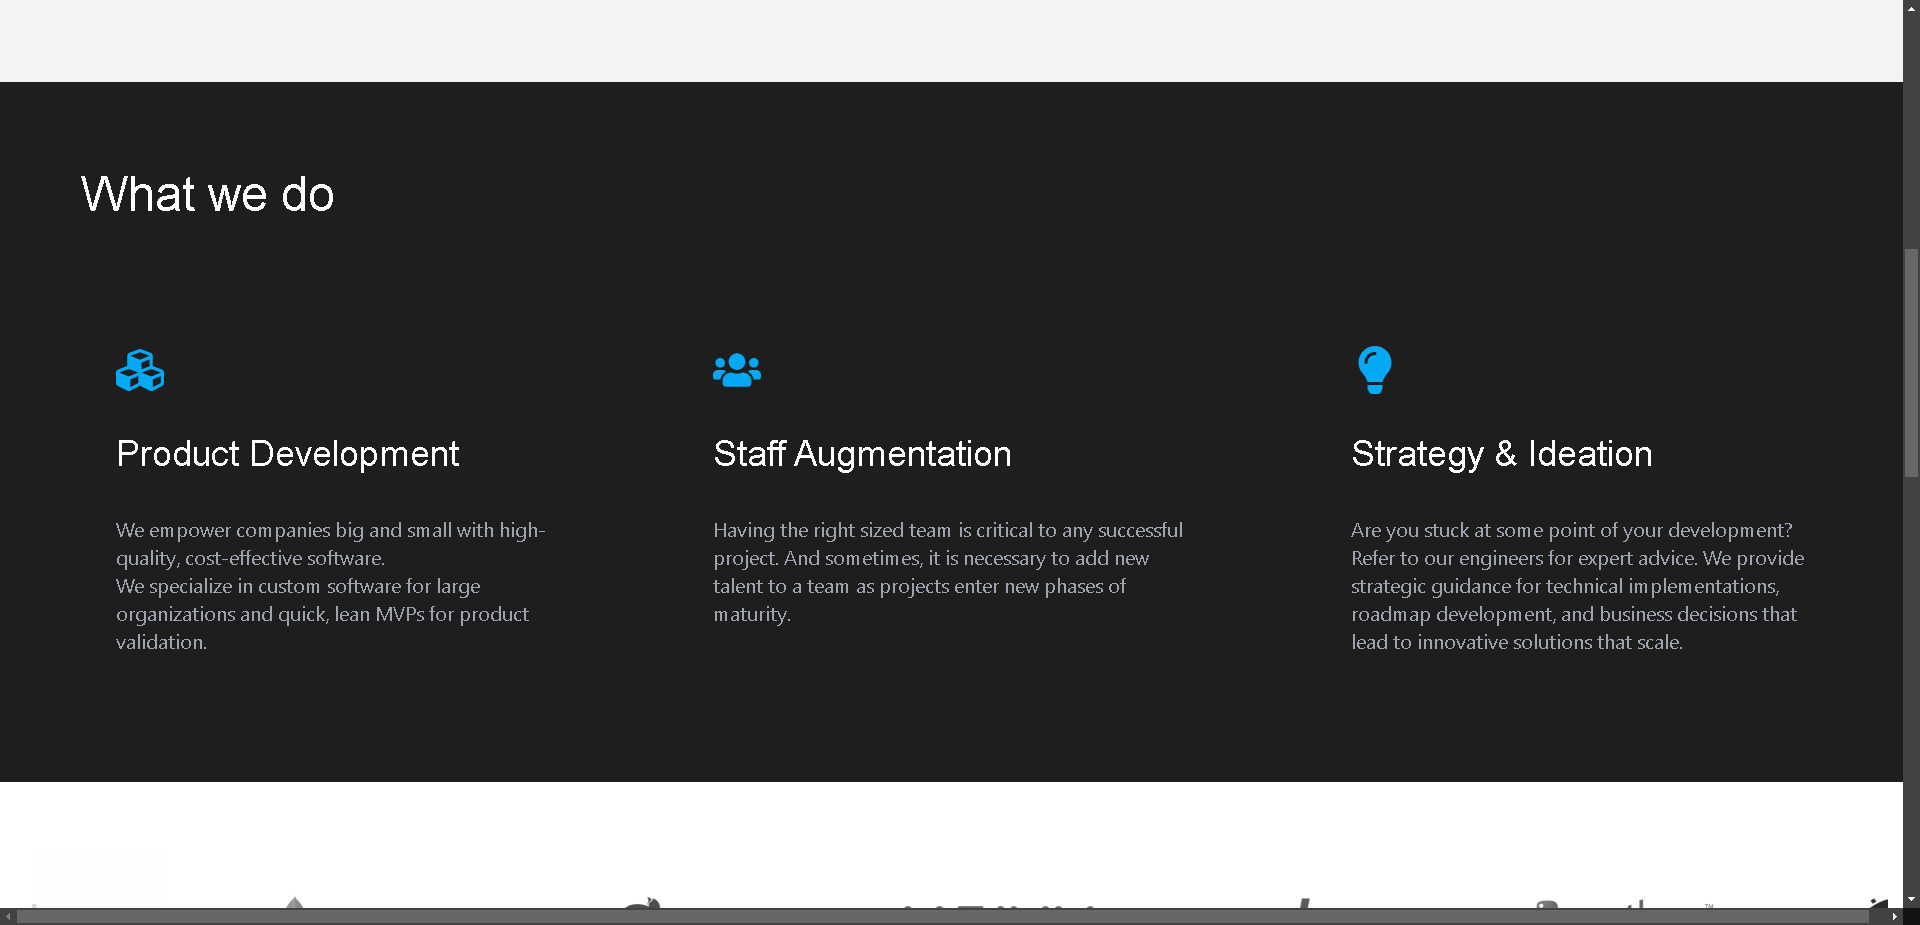 What we do
Product Development
We empower companies big and small with high-
quality, cost-effective software.
We specialize in custom software for large
organizations and quick, lean MVPs for product
validation.
Staff Augmentation
Having the right sized team is critical to any successful
project. And sometimes, it is necessary to add new
talent to a team as projects enter new phases of
maturity.
Strategy & Ideation
Are you stuck at some point of your development?
Refer to our engineers for expert advice. We provide
strategic guidance for technical implementations,
roadmap development, and business decisions that
lead to innovative solutions that scale.